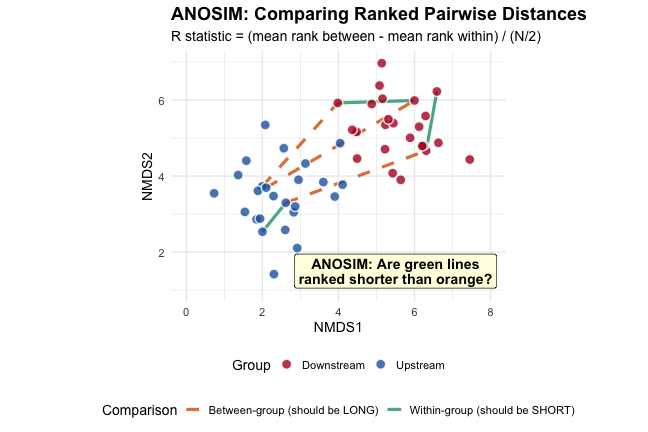 ANOSIM: Comparing Ranked Pairwise Distances
R statistic = (mean rank between - mean rank within) / (N/2)
NMDS2
6
4
2
ANOSIM: Are green lines
ranked shorter than orange?
0 2 4 6 8
NMDS1
Group Downstream Upstream
Comparison Between-group (should be LONG) Within-group (should be SHORT)